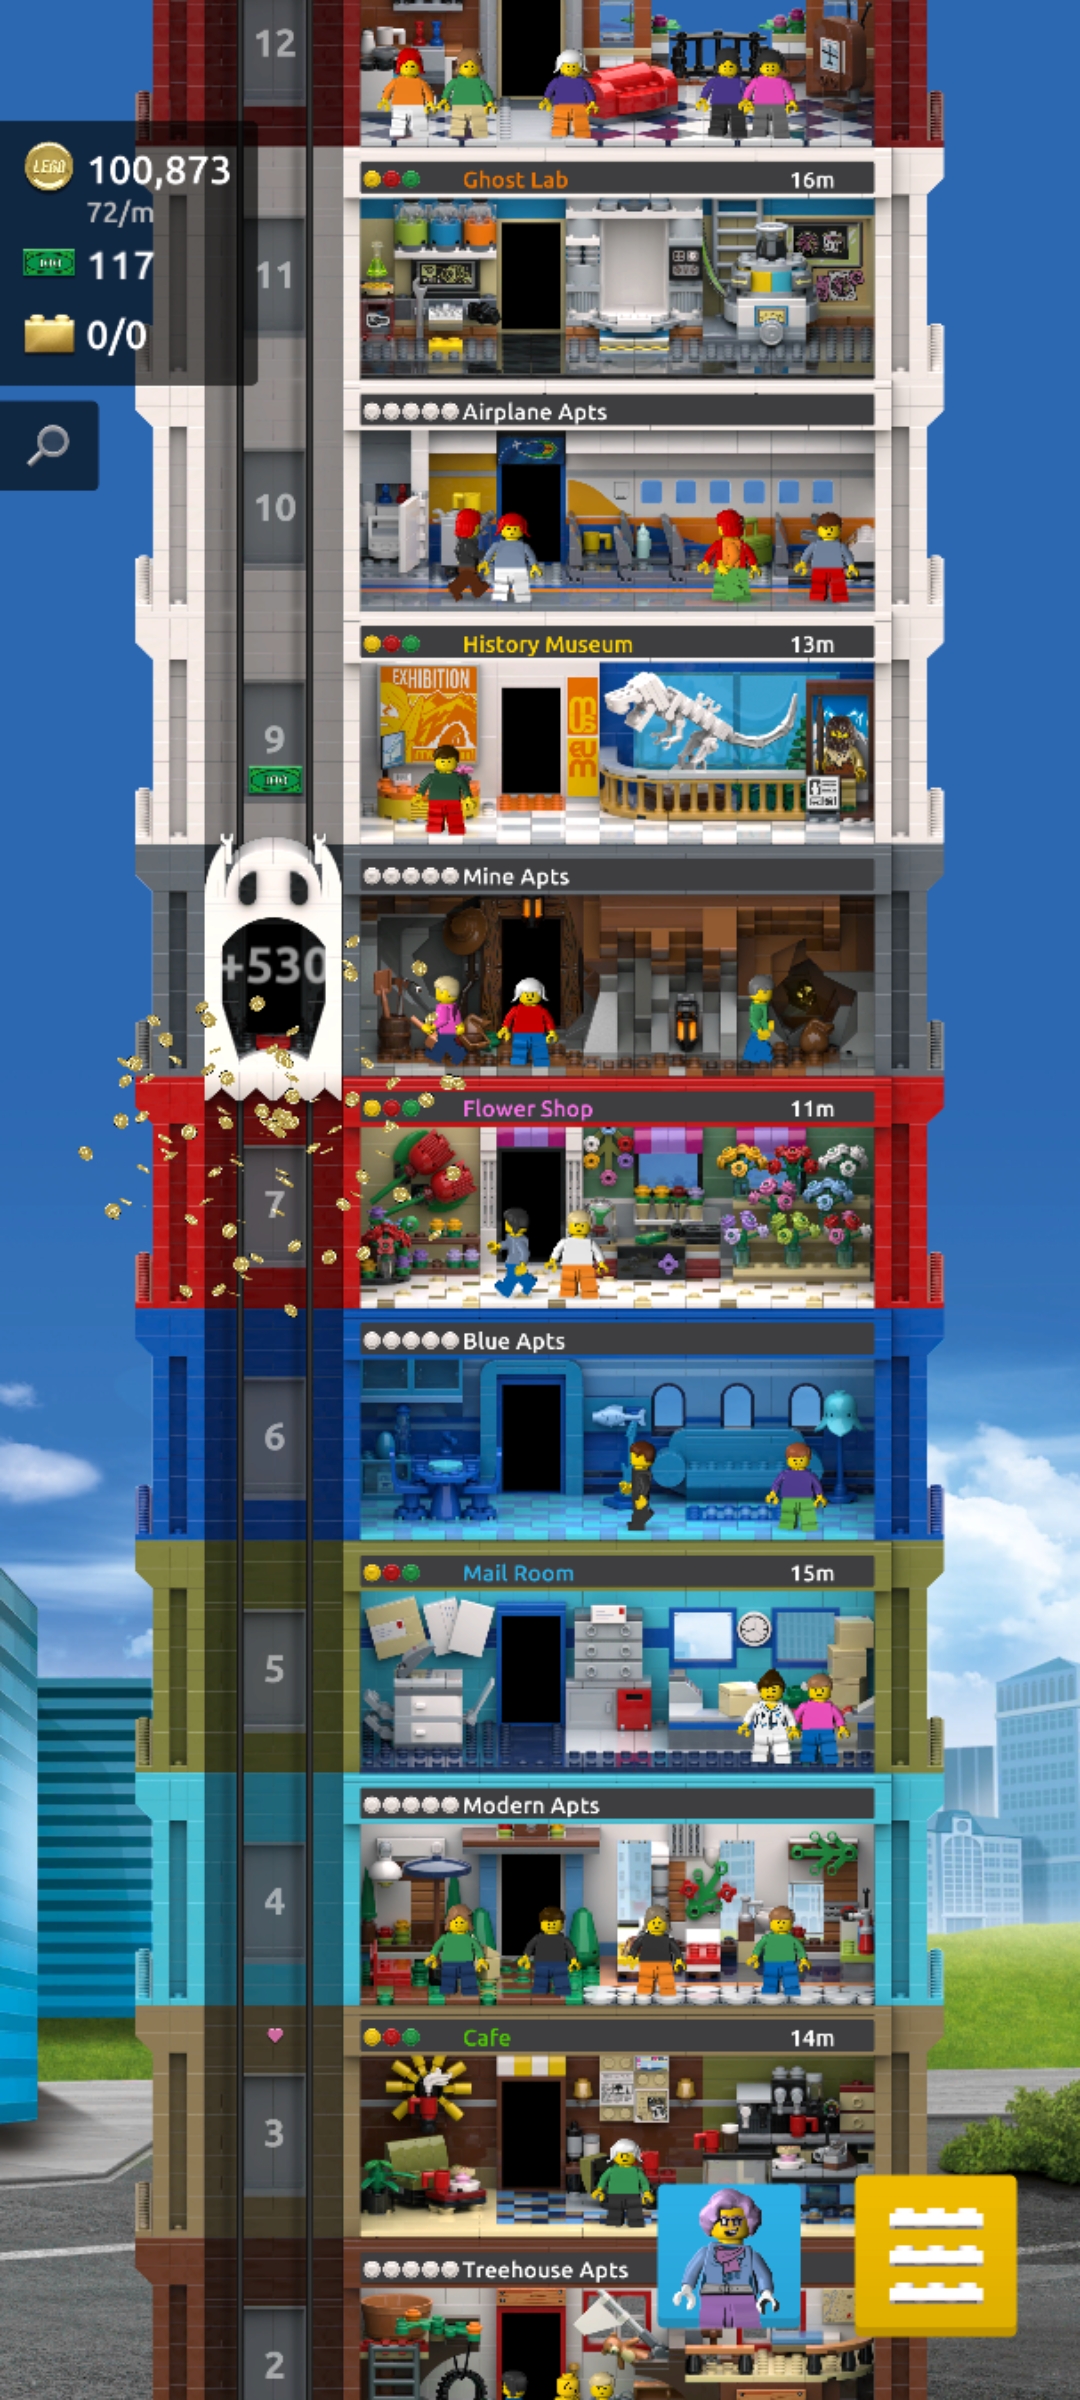 12
LEGO 100,873
72/m
117
0/0
Ghost Lab 16m
11
Airplane Apts
10
History Museum 13m
EXHIBITION
9
Mine Apts
+530
Flower Shop 11m
7
Blue Apts
6
Mail Room 15m
5
Modern Apts
4
Cafe 14m
3
Treehouse Apts
2